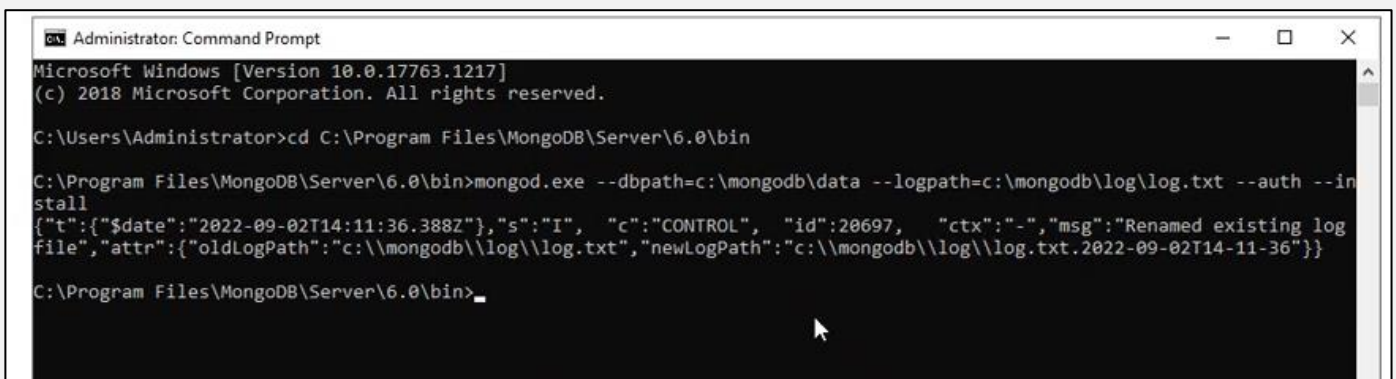 Administrator: Command Prompt
Microsoft Windows [Version 10.0.17763.1217]
(c) 2018 Microsoft Corporation. All rights reserved.
C:\Users\Administrator>cd C:\Program Files\MongoDB\Server\6.0\bin
C:\Program Files\MongoDB\Server\6.0\bin>mongod.exe --dbpath=c:\mongodb\data --logpath=c:\mongodb\log\log.txt --auth --in
stall
{"t":{"$date":"2022-09-02T14:11:36.388Z"},"s":"I",  "c":"CONTROL",  "id":20697,   "ctx":"-","msg":"Renamed existing log
file","attr":{"oldLogPath":"c:\\mongodb\\log\\log.txt","newLogPath":"c:\\mongodb\\log\\log.txt.2022-09-02T14-11-36"}}
C:\Program Files\MongoDB\Server\6.0\bin>